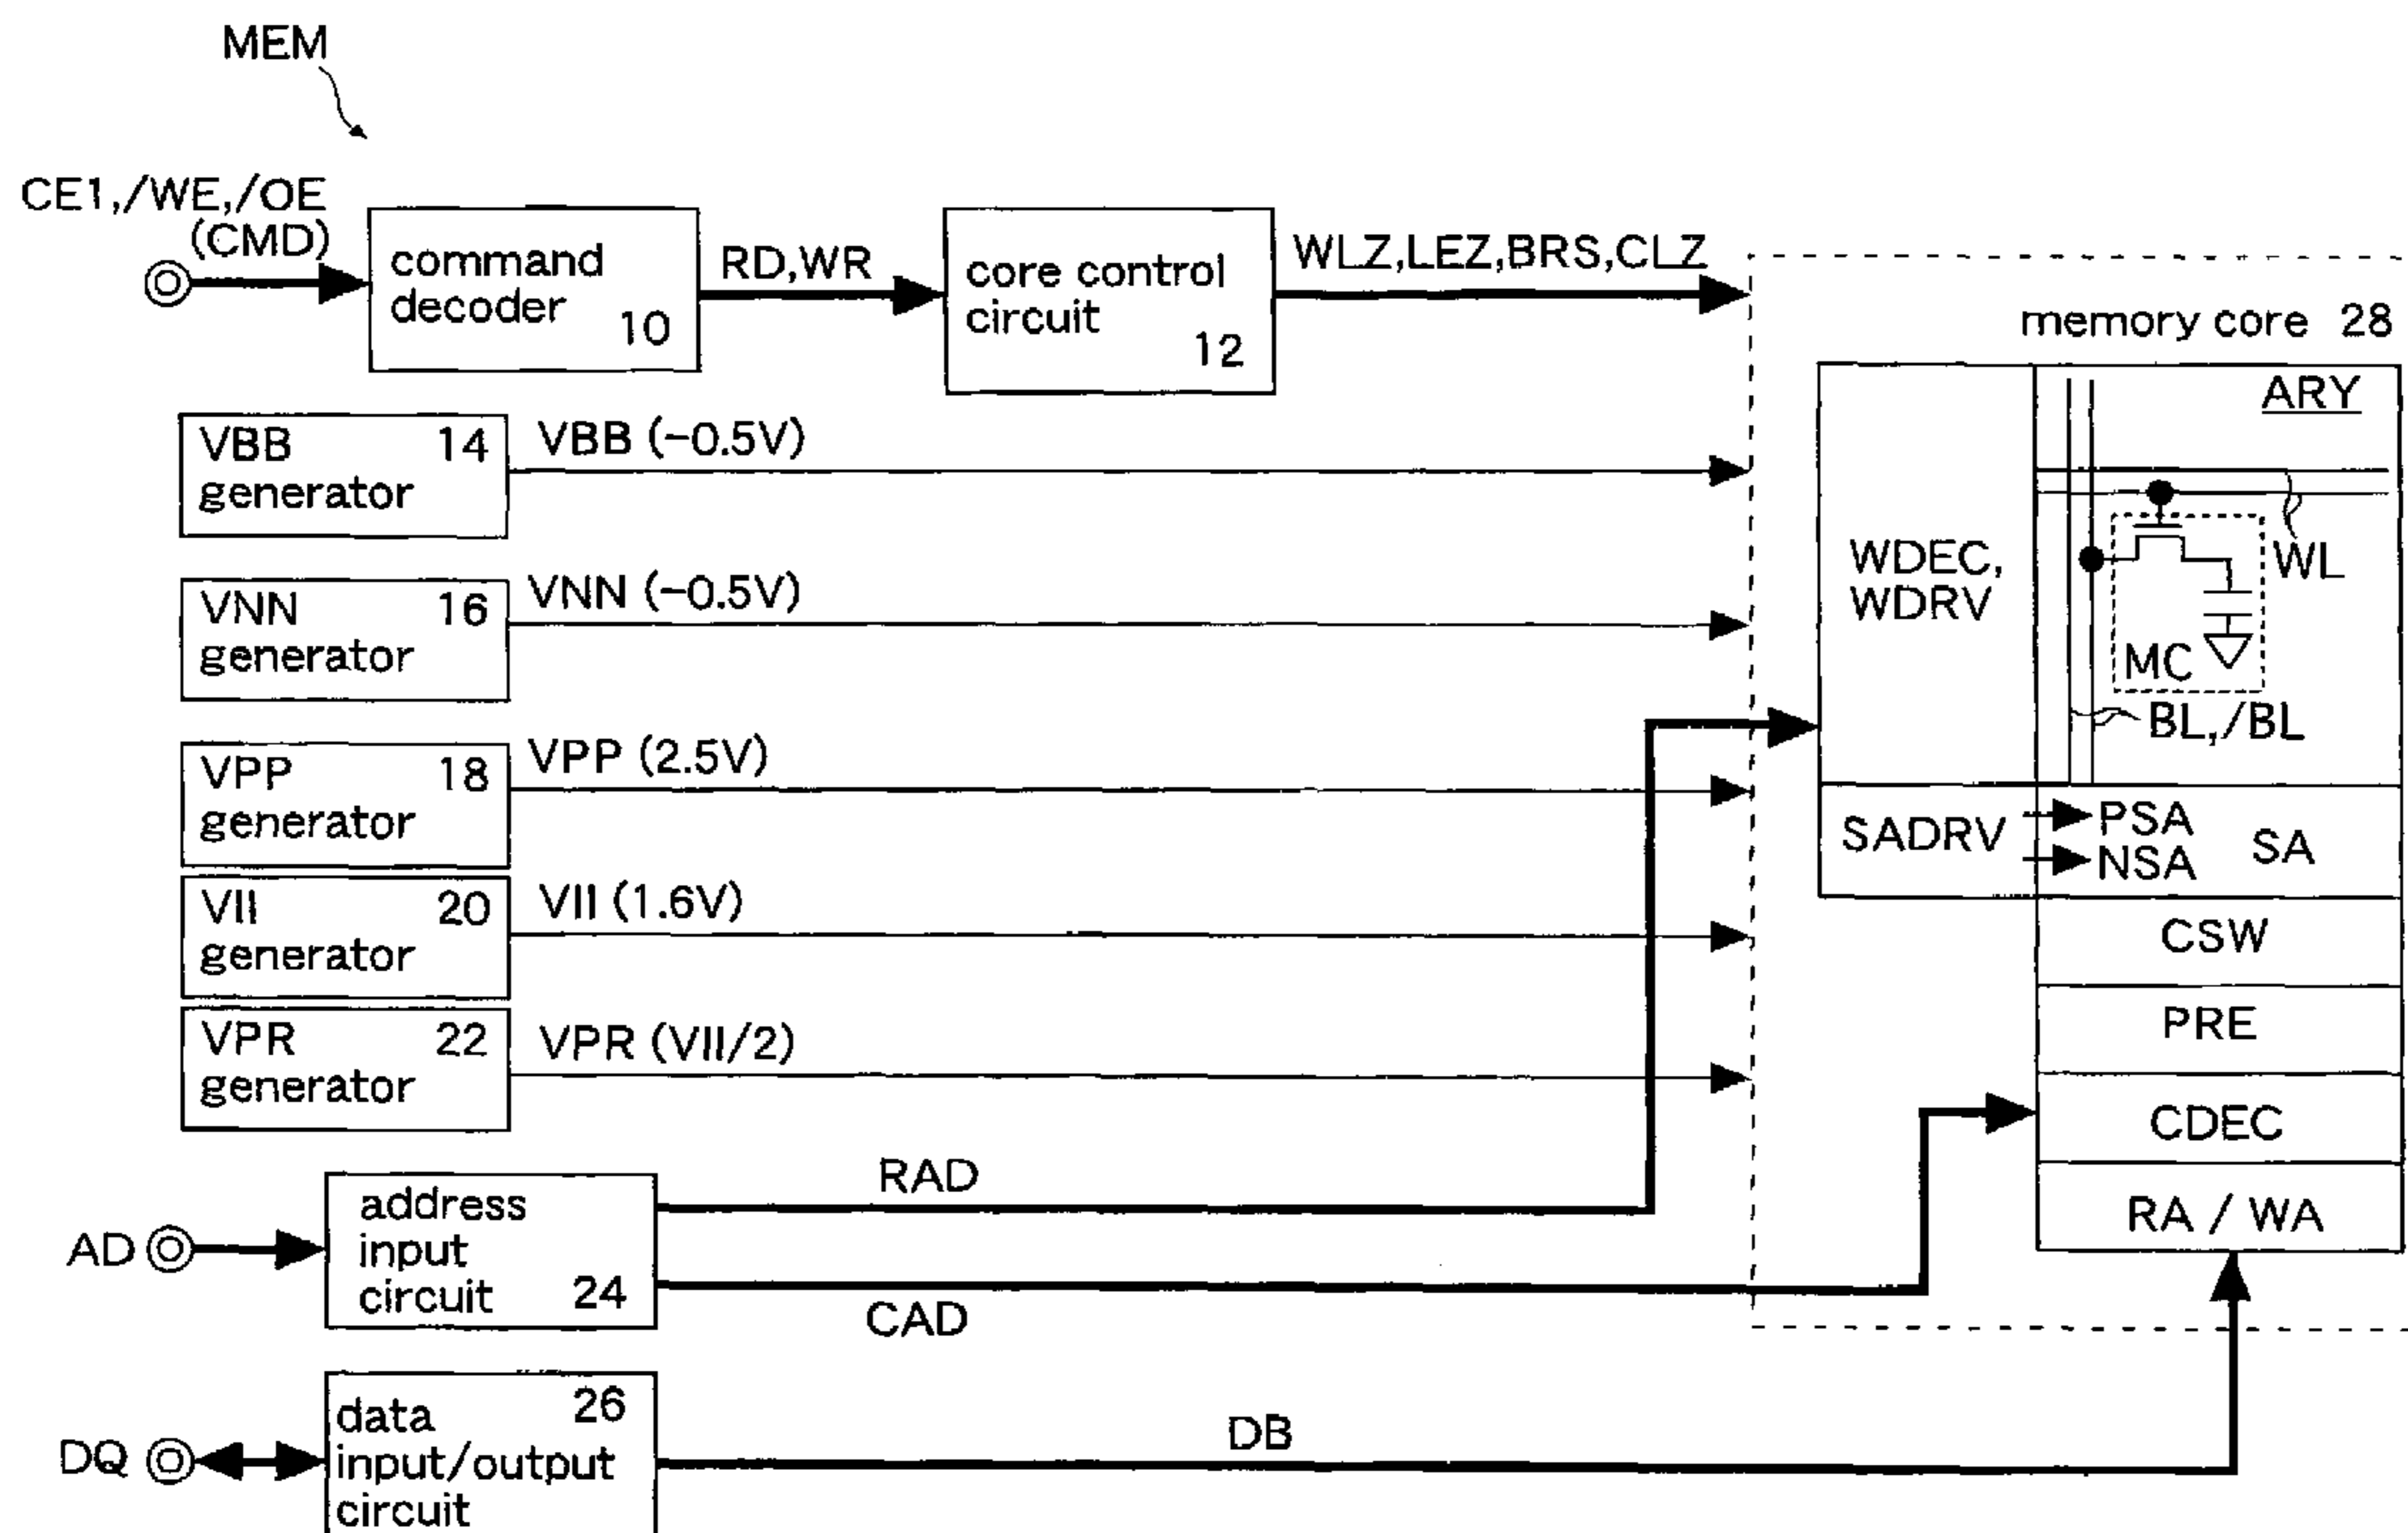 MEM
CE1,/WE,/OE
(CMD)
command
decoder
10
RD,WR
core control
circuit
12
WLZ,LEZ,BRS,CLZ
memory core 28
VBB 14
generator
VBB (-0.5V)
VNN 16
generator
VNN (-0.5V)
VPP 18
generator
VPP (2.5V)
VII 20
generator
VII (1.6V)
VPR 22
generator
VPR (VII/2)
AD
address
input
circuit 24
RAD
CAD
DQ
26
data
input/output
circuit
DB
ARY
WDEC,
WDRV
WL
MC
BL,/BL
SADRV
PSA
NSA
SA
CSW
PRE
CDEC
RA / WA